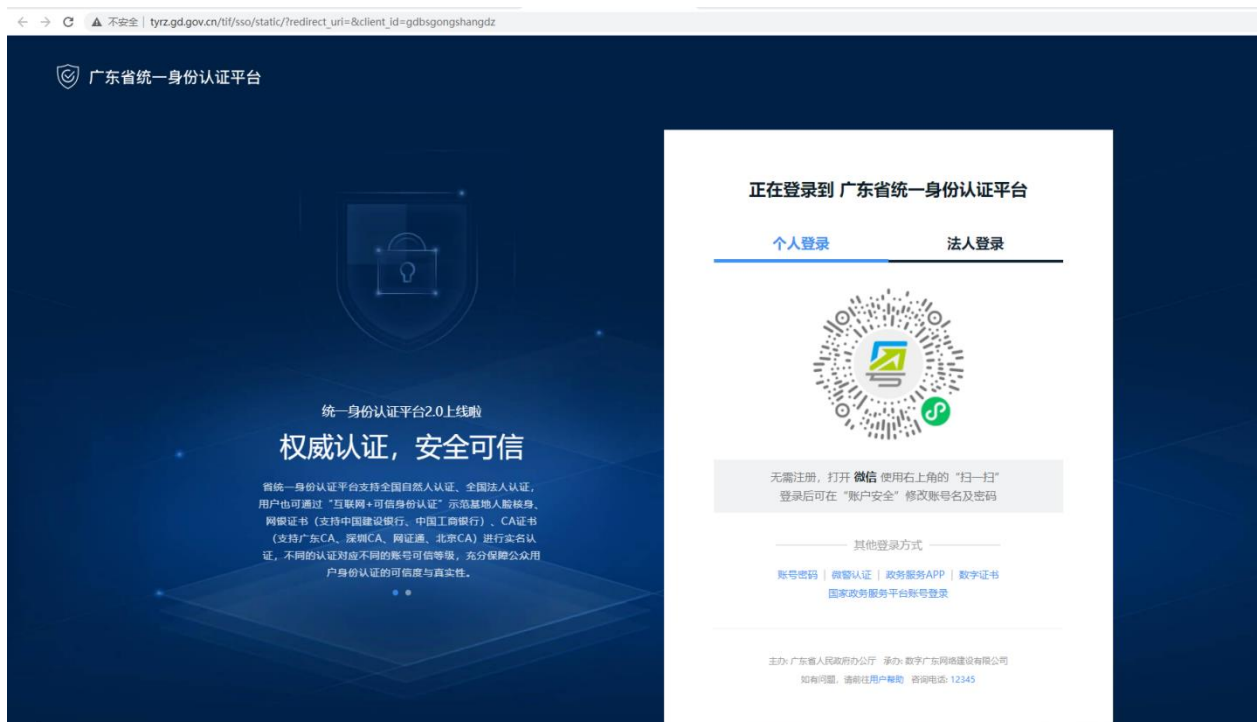 不安全 | tyrz.gd.gov.cn/tif/sso/static/?redirect_uri=&client_id=gdbsgongshangdz
广东省统一身份认证平台
统一身份认证平台2.0上线啦
权威认证，安全可信
省统一身份认证平台支持全国自然人认证、全国法人认证，
用户也可通过“互联网+可信身份认证”示范基地人脸核身、
网银证书（支持中国建设银行、中国工商银行）、CA证书
（支持广东CA、深圳CA、网证通、北京CA）进行实名认
证，不同的认证对应不同的账号可信等级，充分保障公众用
户身份认证的可信度与真实性。
正在登录到 广东省统一身份认证平台
个人登录 法人登录
无需注册，打开 微信 使用右上角的“扫一扫”
登录后可在“账户安全”修改账号名及密码
其他登录方式
账号密码 | 微警认证 | 政务服务APP | 数字证书
国家政务服务平台账号登录
主办: 广东省人民政府办公厅 承办: 数字广东网络建设有限公司
如有问题，请前往用户帮助 咨询电话: 12345